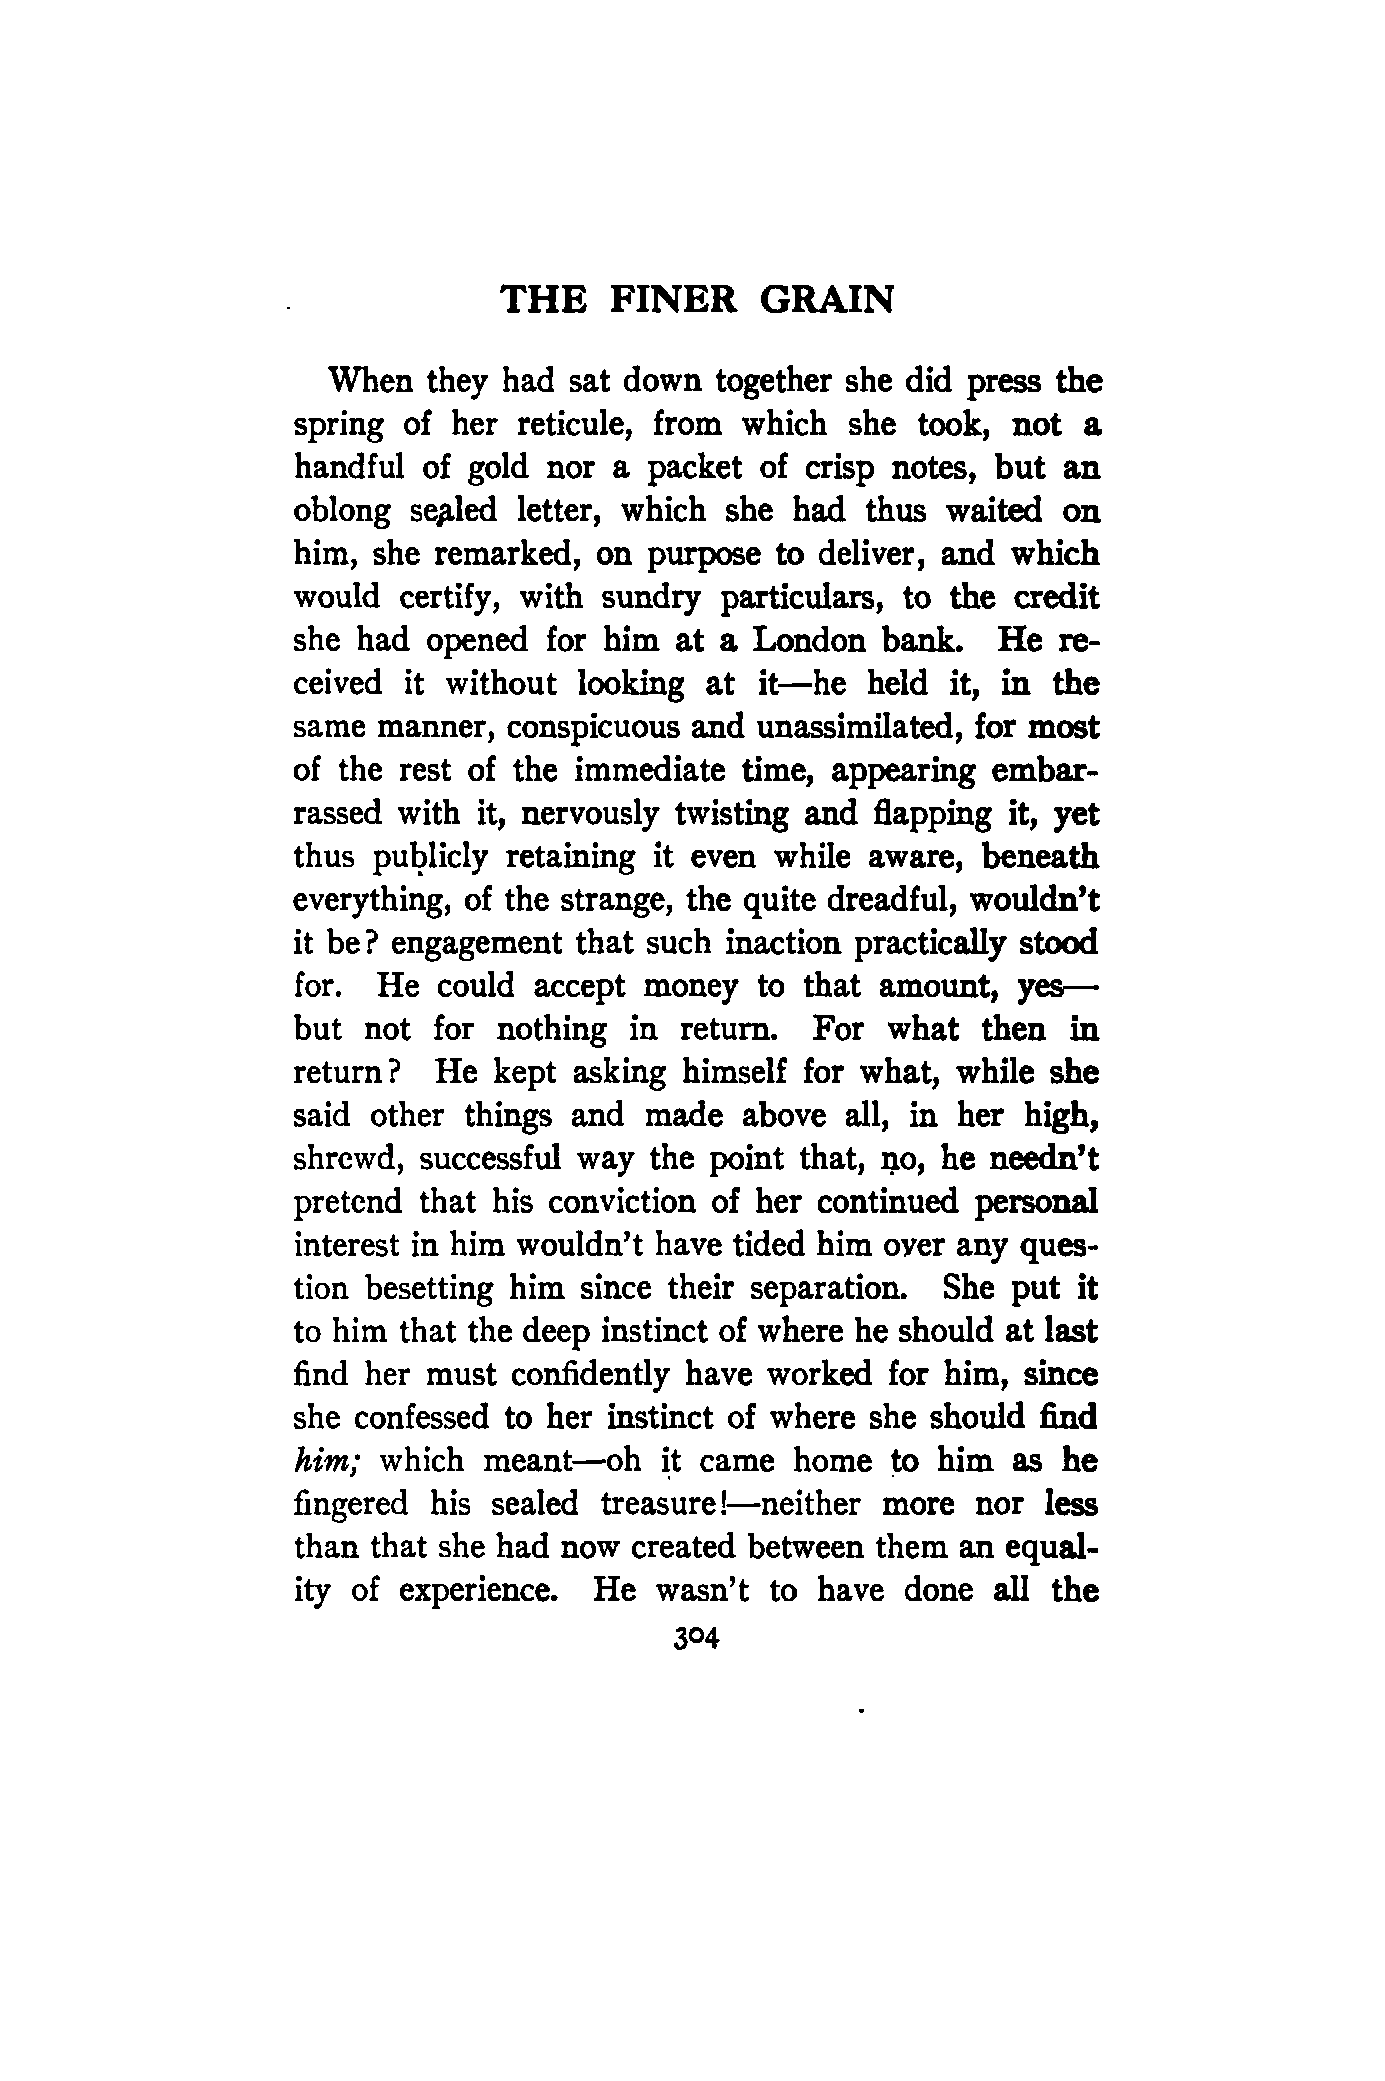 THE FINER GRAIN
When they had sat down together she did press the
spring of her reticule, from which she took, not a
handful of gold nor a packet of crisp notes, but an
oblong sealed letter, which she had thus waited on
him, she remarked, on purpose to deliver, and which
would certify, with sundry particulars, to the credit
she had opened for him at a London bank. He re-
ceived it without looking at it—he held it, in the
same manner, conspicuous and unassimilated, for most
of the rest of the immediate time, appearing embar-
rassed with it, nervously twisting and flapping it, yet
thus publicly retaining it even while aware, beneath
everything, of the strange, the quite dreadful, wouldn't
it be? engagement that such inaction practically stood
for. He could accept money to that amount, yes—
but not for nothing in return. For what then in
return? He kept asking himself for what, while she
said other things and made above all, in her high,
shrewd, successful way the point that, no, he needn't
pretend that his conviction of her continued personal
interest in him wouldn't have tided him over any ques-
tion besetting him since their separation. She put it
to him that the deep instinct of where he should at last
find her must confidently have worked for him, since
she confessed to her instinct of where she should find
him; which meant—oh it came home to him as he
fingered his sealed treasure!—neither more nor less
than that she had now created between them an equal-
ity of experience. He wasn't to have done all the
304